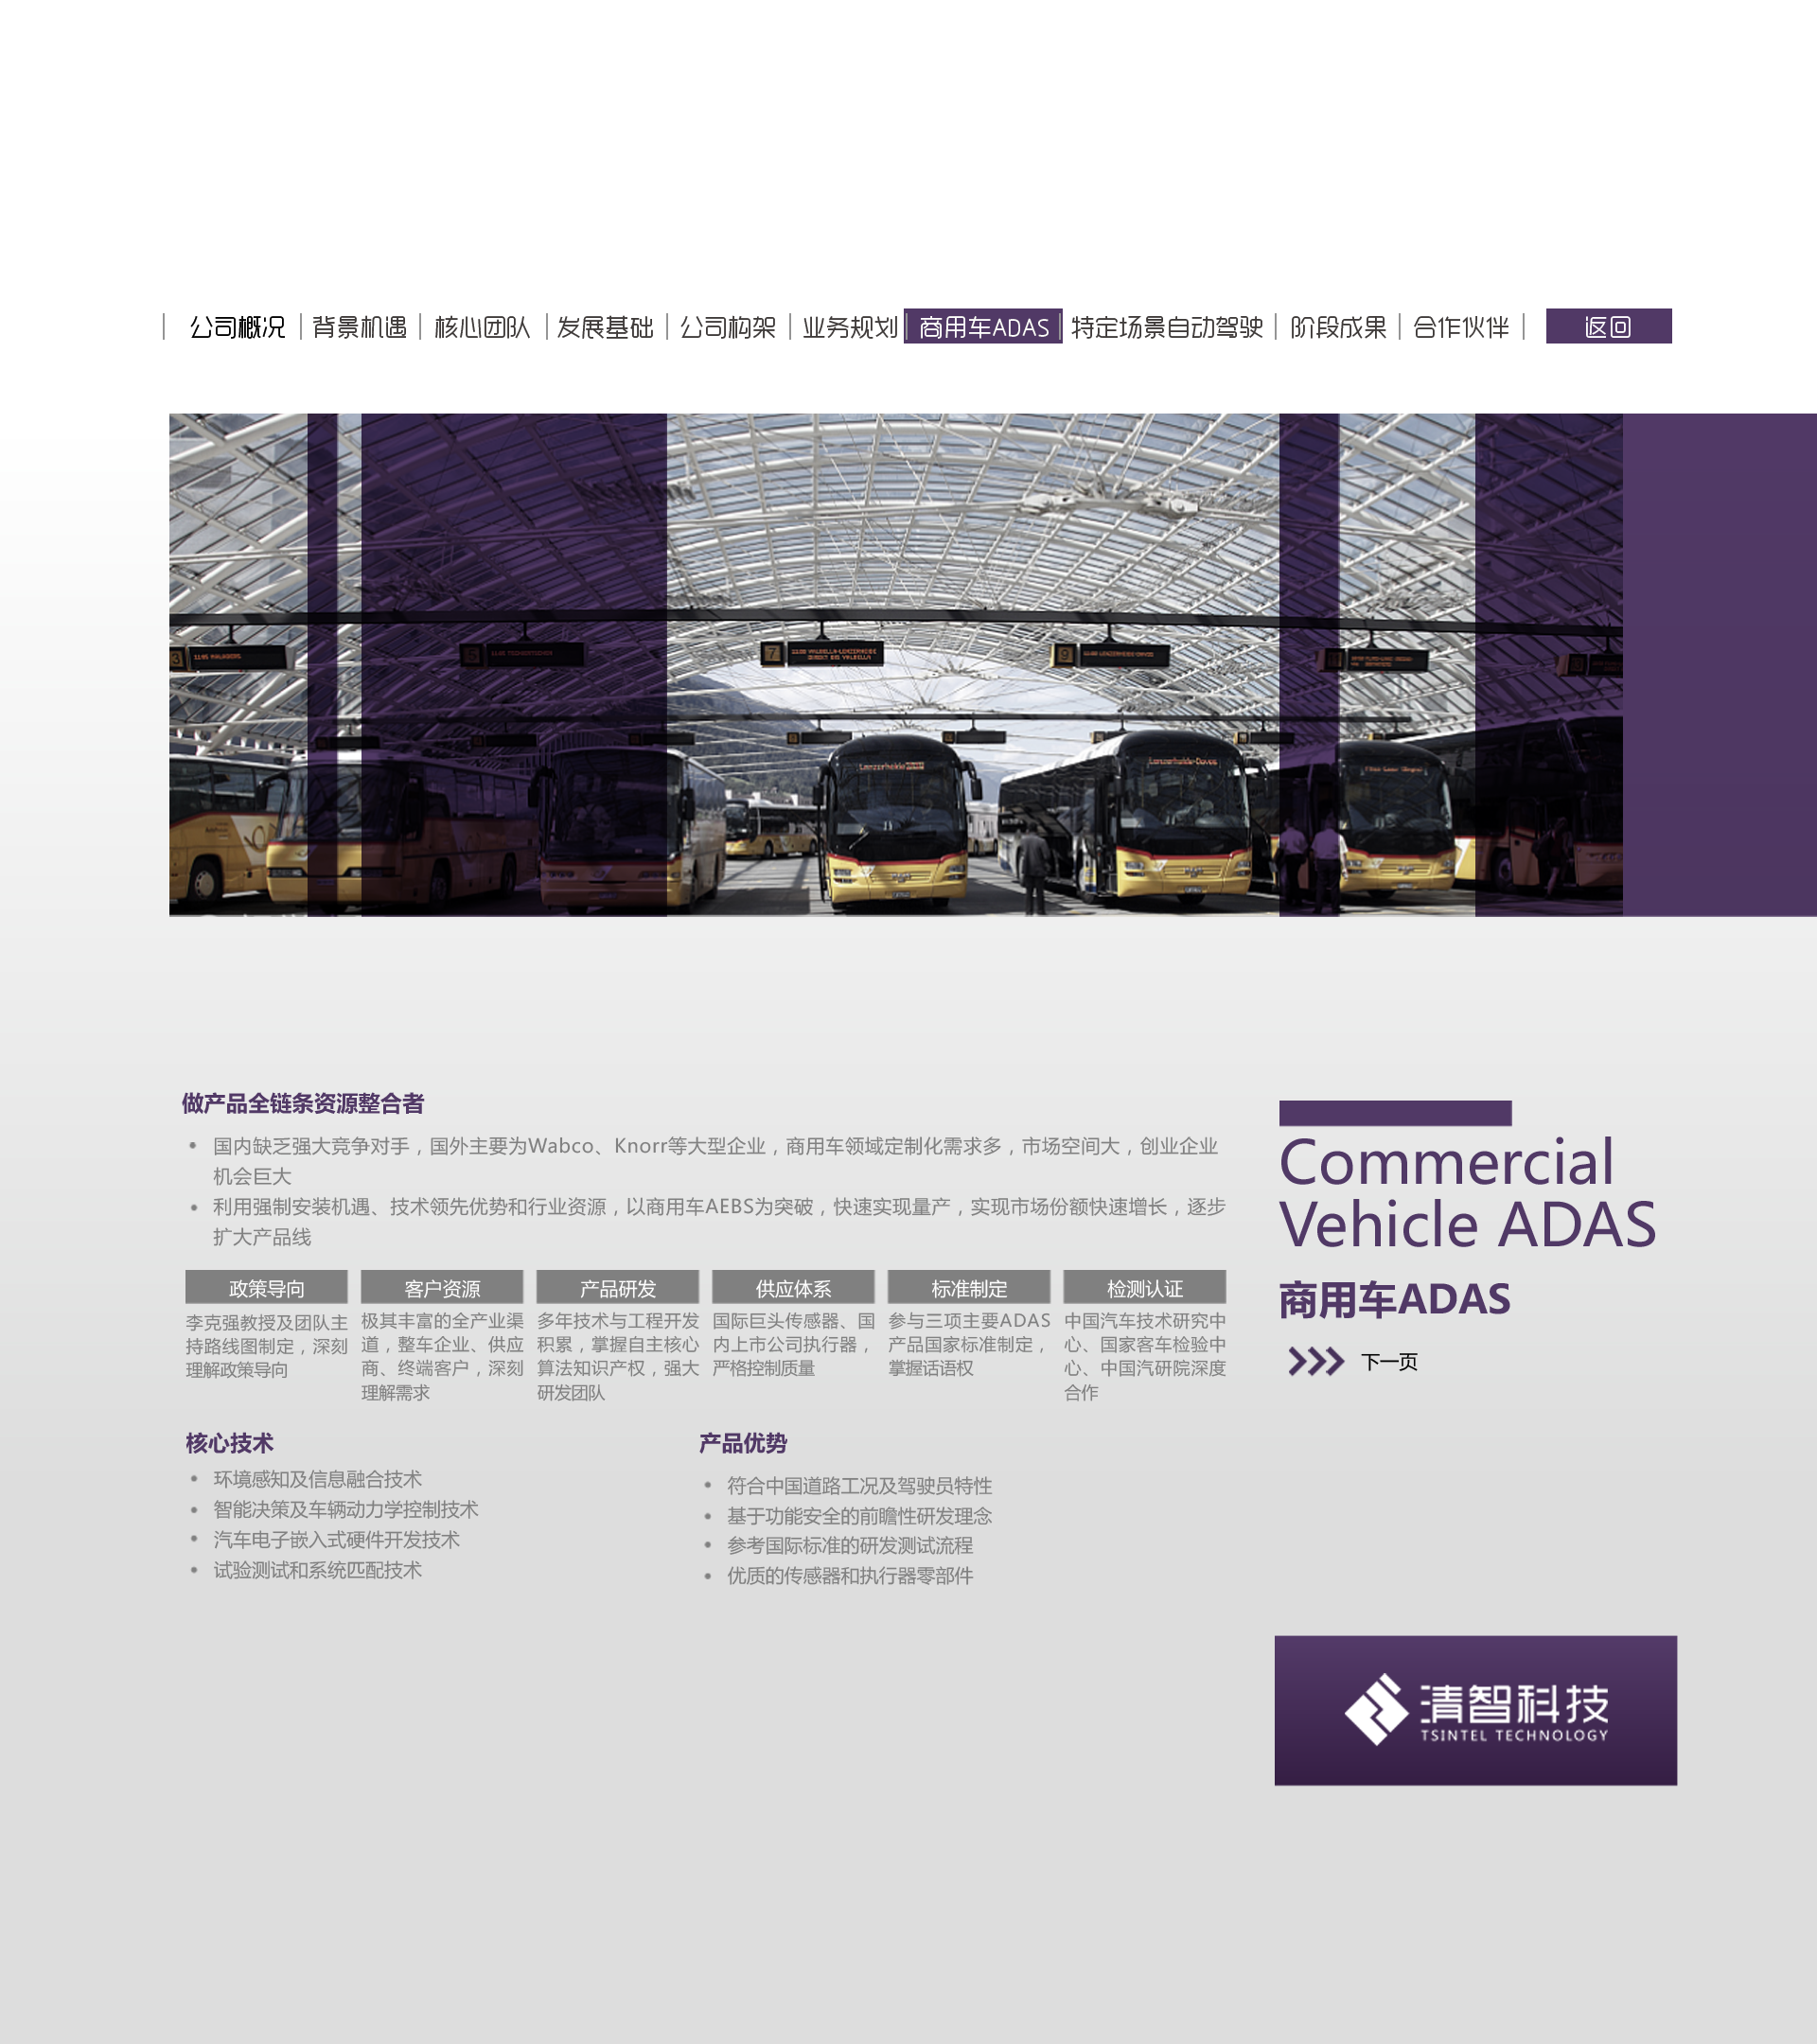 公司概况 背景机遇 核心团队 发展基础 公司构架 业务规划 商用车ADAS 特定场景自动驾驶 阶段成果 合作伙伴 返回
7
9
做产品全链条资源整合者
• 国内缺乏强大竞争对手，国外主要为Wabco、Knorr等大型企业，商用车领域定制化需求多，市场空间大，创业企业
机会巨大
• 利用强制安装机遇、技术领先优势和行业资源，以商用车AEBS为突破，快速实现量产，实现市场份额快速增长，逐步
扩大产品线
政策导向
李克强教授及团队主
持路线图制定，深刻
理解政策导向
客户资源
极其丰富的全产业渠
道，整车企业、供应
商、终端客户，深刻
理解需求
产品研发
多年技术与工程开发
积累，掌握自主核心
算法知识产权，强大
研发团队
供应体系
国际巨头传感器、国
内上市公司执行器，
严格控制质量
标准制定
参与三项主要ADAS
产品国家标准制定，
掌握话语权
检测认证
中国汽车技术研究中
心、国家客车检验中
心、中国汽研院深度
合作
核心技术
• 环境感知及信息融合技术
• 智能决策及车辆动力学控制技术
• 汽车电子嵌入式硬件开发技术
• 试验测试和系统匹配技术
产品优势
• 符合中国道路工况及驾驶员特性
• 基于功能安全的前瞻性研发理念
• 参考国际标准的研发测试流程
• 优质的传感器和执行器零部件
Commercial
Vehicle ADAS
商用车ADAS
下一页
清智科技
TSINTEL TECHNOLOGY